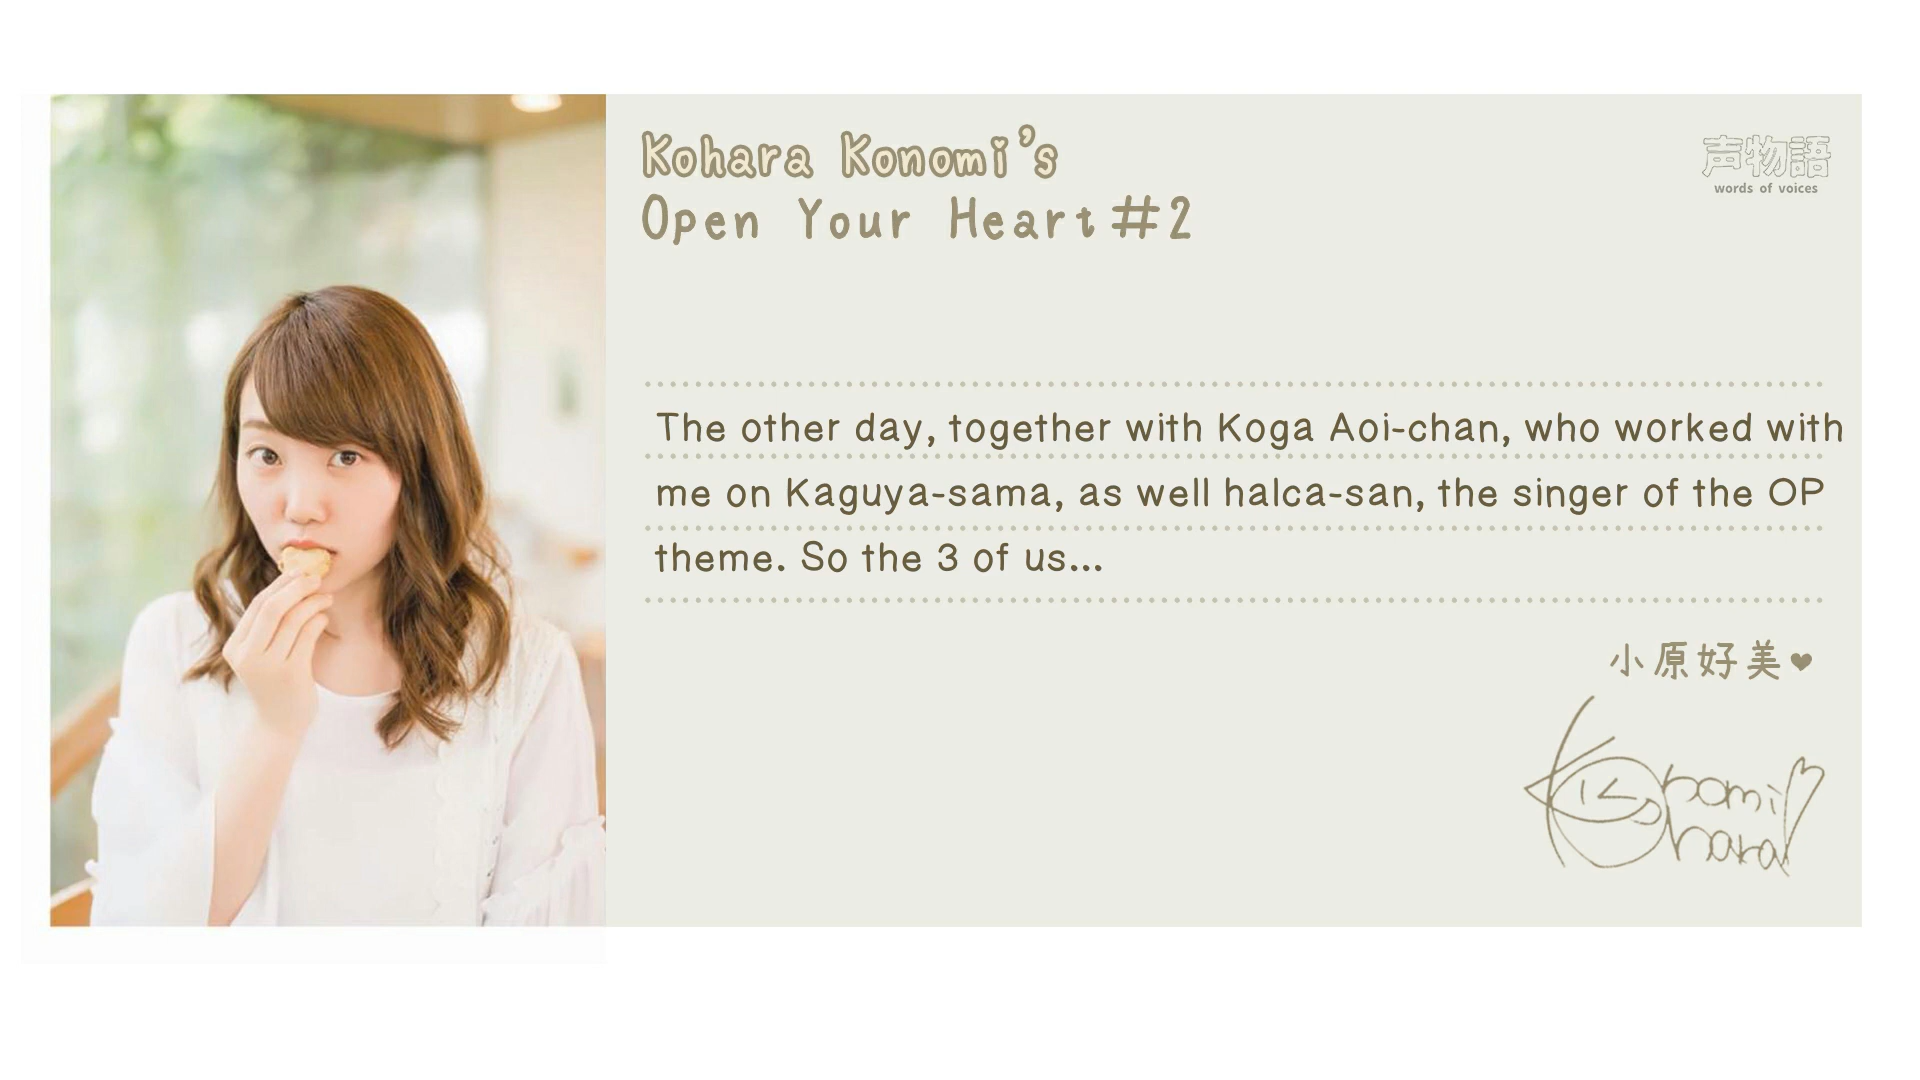 Kohara Konomi's
Open Your Heart #2
声物語
words of voices
The other day, together with Koga Aoi-chan, who worked with
me on Kaguya-sama, as well halca-san, the singer of the OP
theme. So the 3 of us...
小原好美♥
Konomi
Kohara